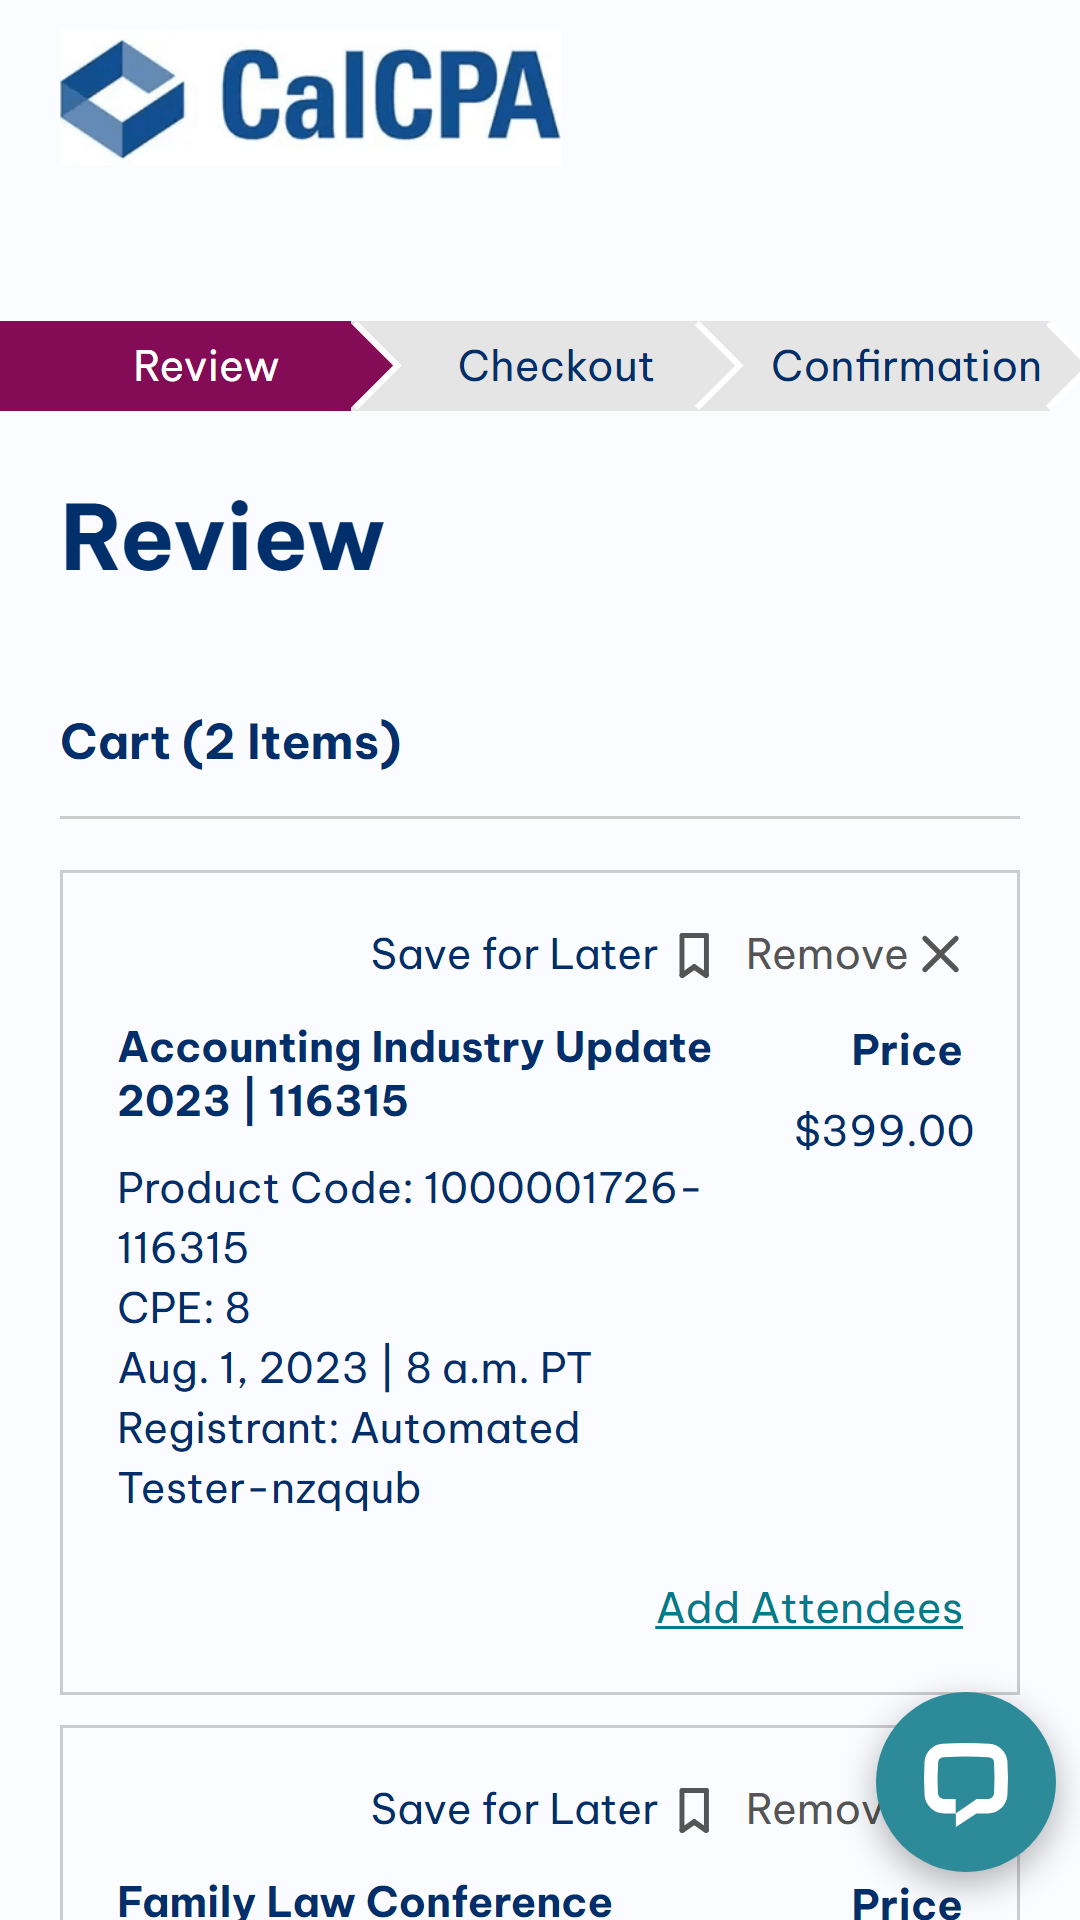 CalCPA
Review
Checkout
Confirmation
Review
Cart (2 Items)
Save for Later
Remove
Accounting Industry Update
2023 | 116315
Price
$399.00
Product Code: 1000001726-
116315
CPE: 8
Aug. 1, 2023 | 8 a.m. PT
Registrant: Automated
Tester-nzqqub
Add Attendees
Save for Later
Family Law Conference
Price